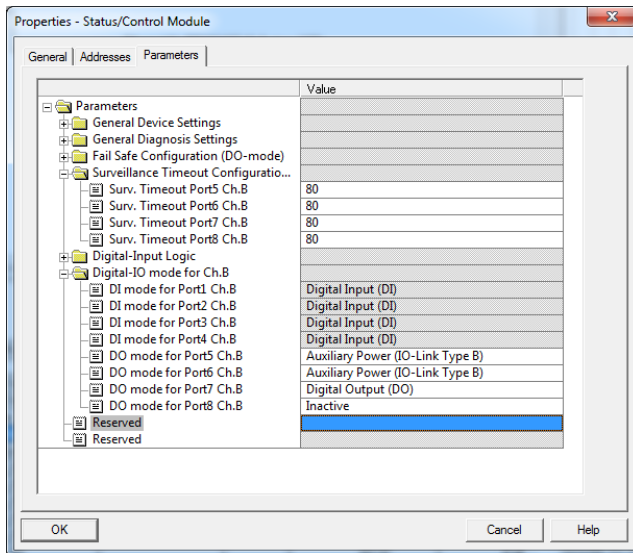 Properties - Status/Control Module
General Addresses Parameters
Value
Parameters
General Device Settings
General Diagnosis Settings
Fail Safe Configuration (DO-mode)
Surveillance Timeout Configuratio...
Surv. Timeout Port5 Ch.B 80
Surv. Timeout Port6 Ch.B 80
Surv. Timeout Port7 Ch.B 80
Surv. Timeout Port8 Ch.B 80
Digital-Input Logic
Digital-IO mode for Ch.B
DI mode for Port1 Ch.B Digital Input (DI)
DI mode for Port2 Ch.B Digital Input (DI)
DI mode for Port3 Ch.B Digital Input (DI)
DI mode for Port4 Ch.B Digital Input (DI)
DO mode for Port5 Ch.B Auxiliary Power (IO-Link Type B)
DO mode for Port6 Ch.B Auxiliary Power (IO-Link Type B)
DO mode for Port7 Ch.B Digital Output (DO)
DO mode for Port8 Ch.B Inactive
Reserved
Reserved
OK Cancel Help